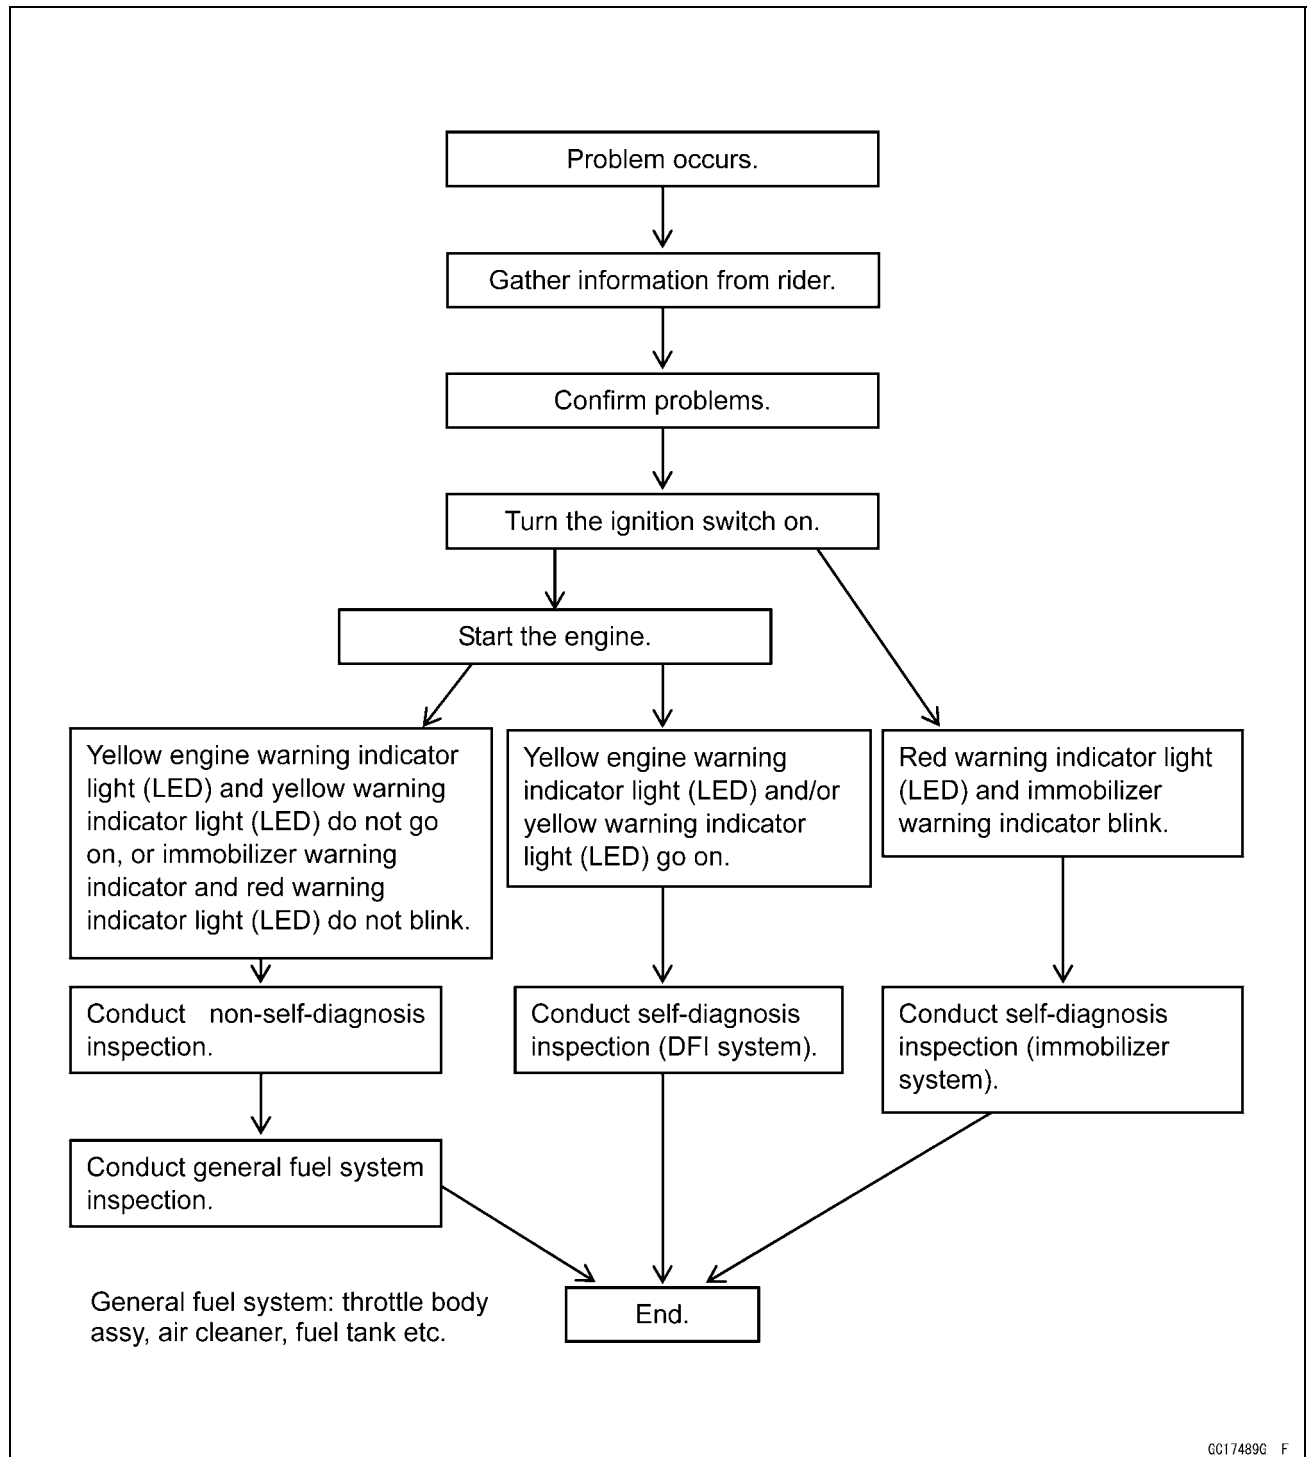 Problem occurs.
Gather information from rider.
Confirm problems.
Turn the ignition switch on.
Start the engine.
Yellow engine warning indicator
light (LED) and yellow warning
indicator light (LED) do not go
on, or immobilizer warning
indicator and red warning
indicator light (LED) do not blink.
Yellow engine warning
indicator light (LED) and/or
yellow warning indicator
light (LED) go on.
Red warning indicator light
(LED) and immobilizer
warning indicator blink.
Conduct non-self-diagnosis
inspection.
Conduct self-diagnosis
inspection (DFI system).
Conduct self-diagnosis
inspection (immobilizer
system).
Conduct general fuel system
inspection.
General fuel system: throttle body
assy, air cleaner, fuel tank etc.
End.
GC17489G F